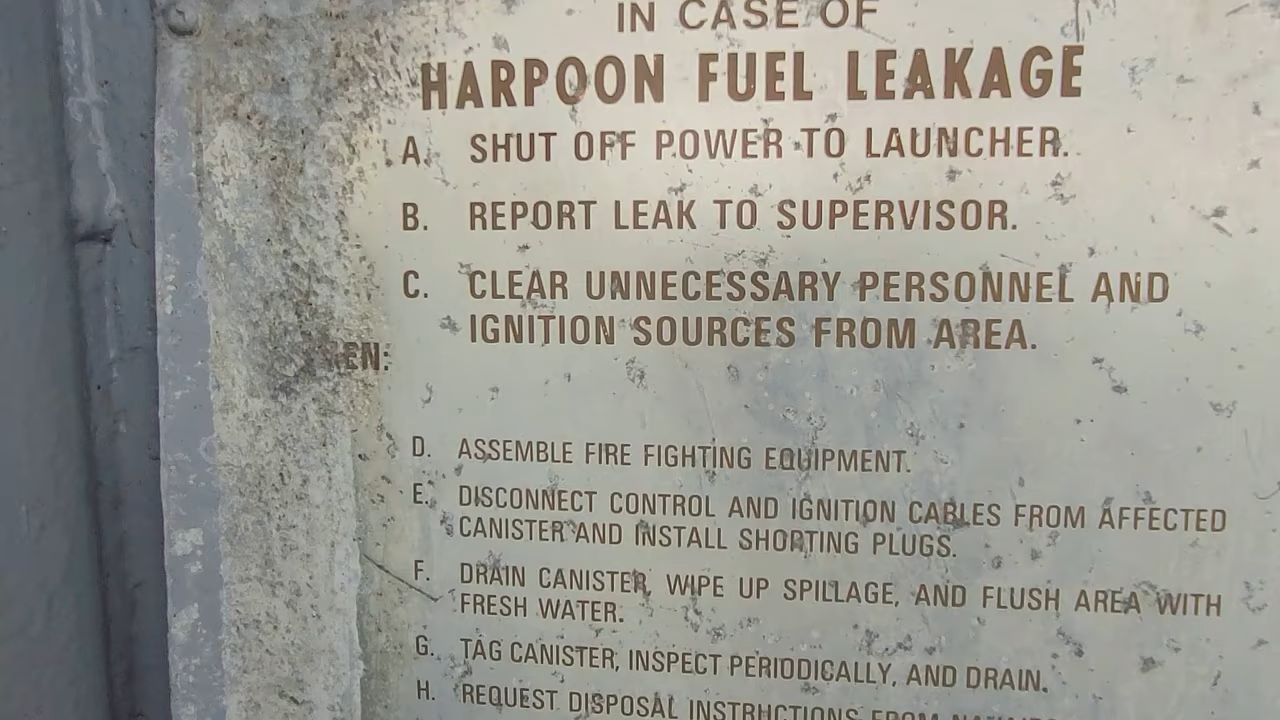 IN CASE OF
HARPOON FUEL LEAKAGE
A. SHUT OFF POWER TO LAUNCHER.
B. REPORT LEAK TO SUPERVISOR.
C. CLEAR UNNECESSARY PERSONNEL AND
IGNITION SOURCES FROM AREA.
D. ASSEMBLE FIRE FIGHTING EQUIPMENT.
E. DISCONNECT CONTROL AND IGNITION CABLES FROM AFFECTED
CANISTER AND INSTALL SHORTING PLUGS.
F. DRAIN CANISTER, WIPE UP SPILLAGE, AND FLUSH AREA WITH
FRESH WATER.
G. TAG CANISTER, INSPECT PERIODICALLY, AND DRAIN.
H. REQUEST DISPOSAL INSTRUCTIONS FROM